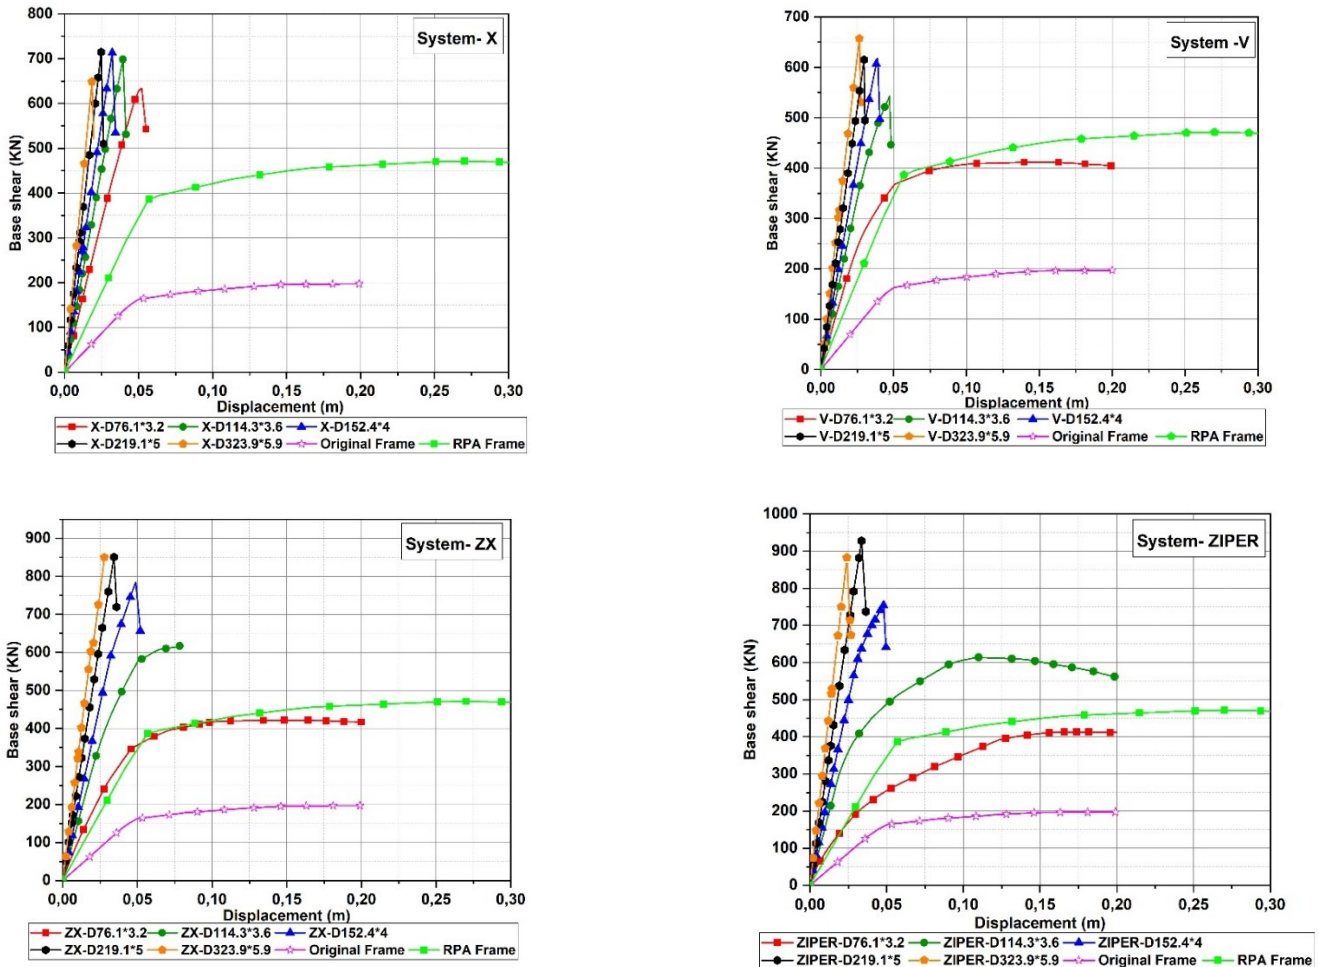 System- X
Base shear (KN)
800
700
600
500
400
300
200
100
0
0,00 0,05 0,10 0,15 0,20 0,25 0,30
Displacement (m)
X-D76.1*3.2 X-D114.3*3.6 X-D152.4*4
X-D219.1*5 X-D323.9*5.9 Original Frame RPA Frame
System -V
Base shear (KN)
700
600
500
400
300
200
100
0
0,00 0,05 0,10 0,15 0,20 0,25 0,30
Displacement (m)
V-D76.1*3.2 V-D114.3*3.6 V-D152.4*4
V-D219.1*5 V-D323.9*5.9 Original Frame RPA Frame
System- ZX
Base shear (KN)
900
800
700
600
500
400
300
200
100
0
0,00 0,05 0,10 0,15 0,20 0,25 0,30
Displacement (m)
ZX-D76.1*3.2 ZX-D114.3*3.6 ZX-D152.4*4
ZX-D219.1*5 ZX-D323.9*5.9 Original Frame RPA Frame
System- ZIPER
Base shear (KN)
1000
900
800
700
600
500
400
300
200
100
0
0,00 0,05 0,10 0,15 0,20 0,25 0,30
Displacement (m)
ZIPER-D76.1*3.2 ZIPER-D114.3*3.6 ZIPER-D152.4*4
ZIPER-D219.1*5 ZIPER-D323.9*5.9 Original Frame RPA Frame